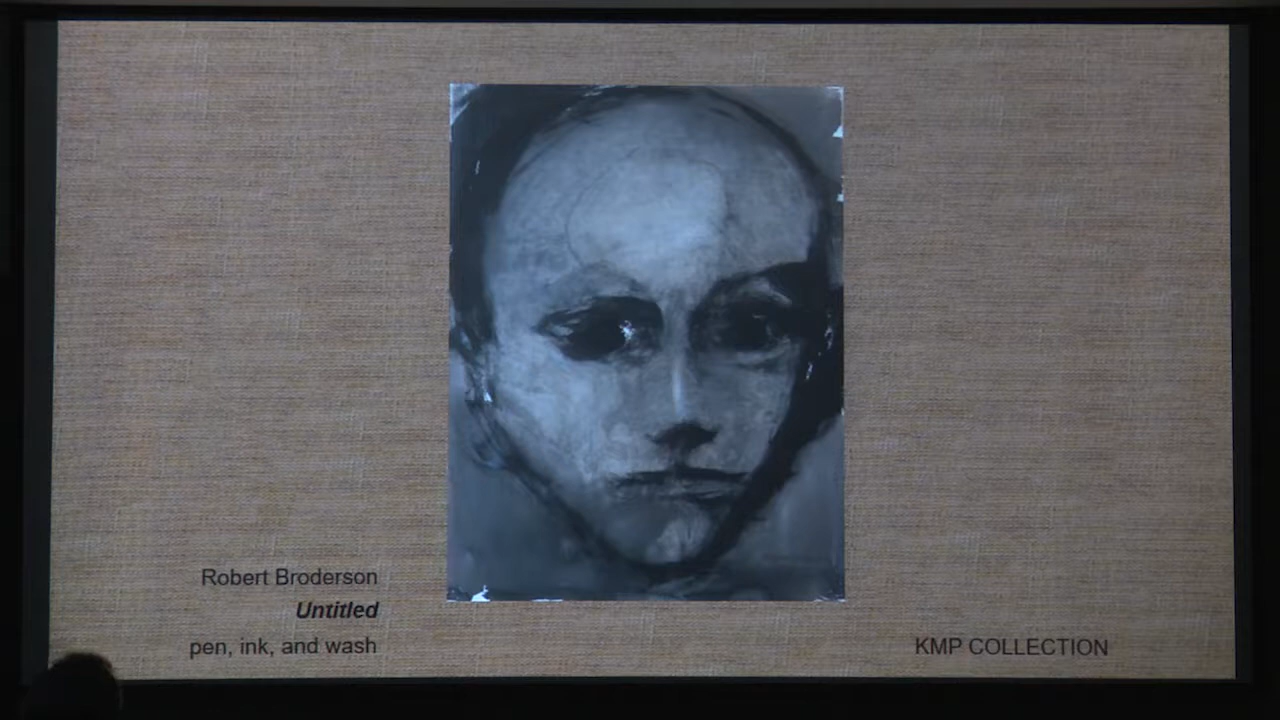 Robert Broderson
Untitled
pen, ink, and wash
KMP COLLECTION